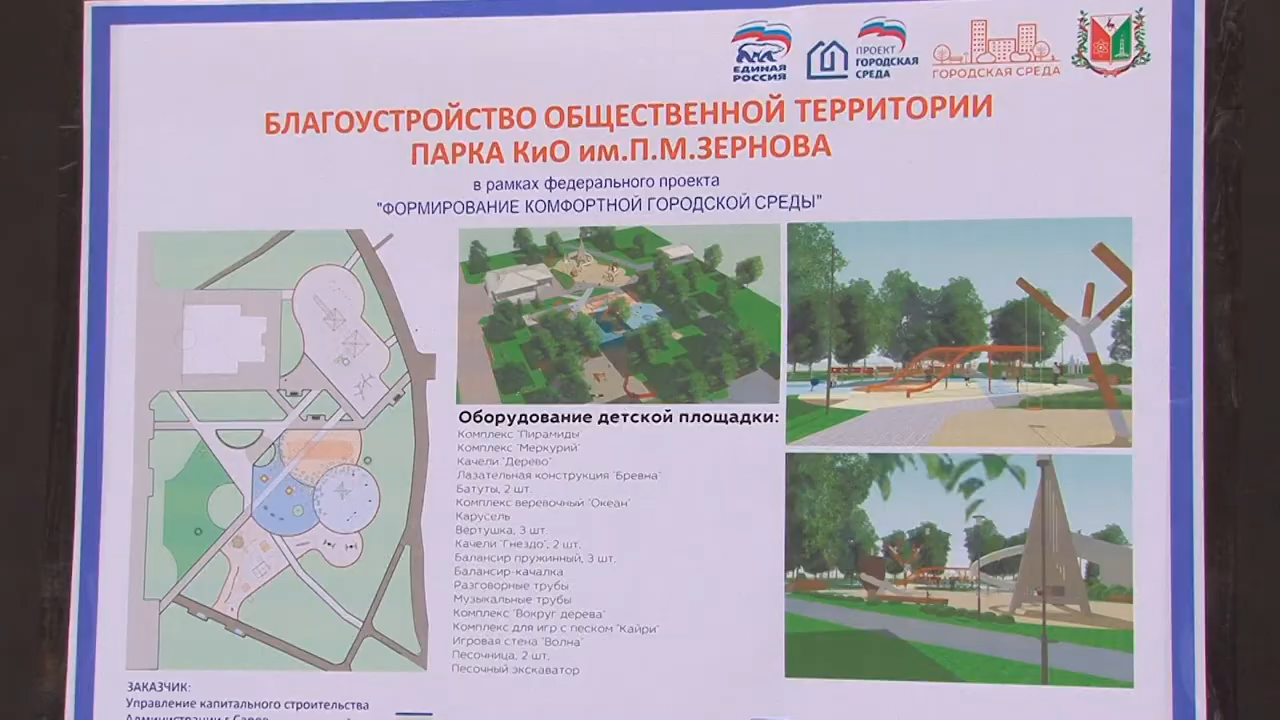 ЕДИНАЯ
РОССИЯ
ПРОЕКТ
ГОРОДСКАЯ
СРЕДА
ГОРОДСКАЯ СРЕДА
БЛАГОУСТРОЙСТВО ОБЩЕСТВЕННОЙ ТЕРРИТОРИИ
ПАРКА КиО им.П.М.ЗЕРНОВА
в рамках федерального проекта
"ФОРМИРОВАНИЕ КОМФОРТНОЙ ГОРОДСКОЙ СРЕДЫ"
Оборудование детской площадки:
Комплекс "Пирамиды
Комплекс "Меркурий"
Качели "Дерево"
Лазательная конструкция "Бревна"
Батуты, 2 шт.
Комплекс веревочный "Океан"
Карусель
Вертушка, 3 шт.
Качели "Гнездо", 2 шт.
Балансир пружинный, 3 шт.
Балансир-качалка
Разговорные трубы
Музыкальные трубы
Комплекс "Вокруг дерева"
Комплекс для игр с песком "Кайри"
Игровая стена "Волна"
Песочница, 2 шт.
Песочный экскаватор
ЗАКАЗЧИК:
Управление капитального строительства
Администрации г.Саров